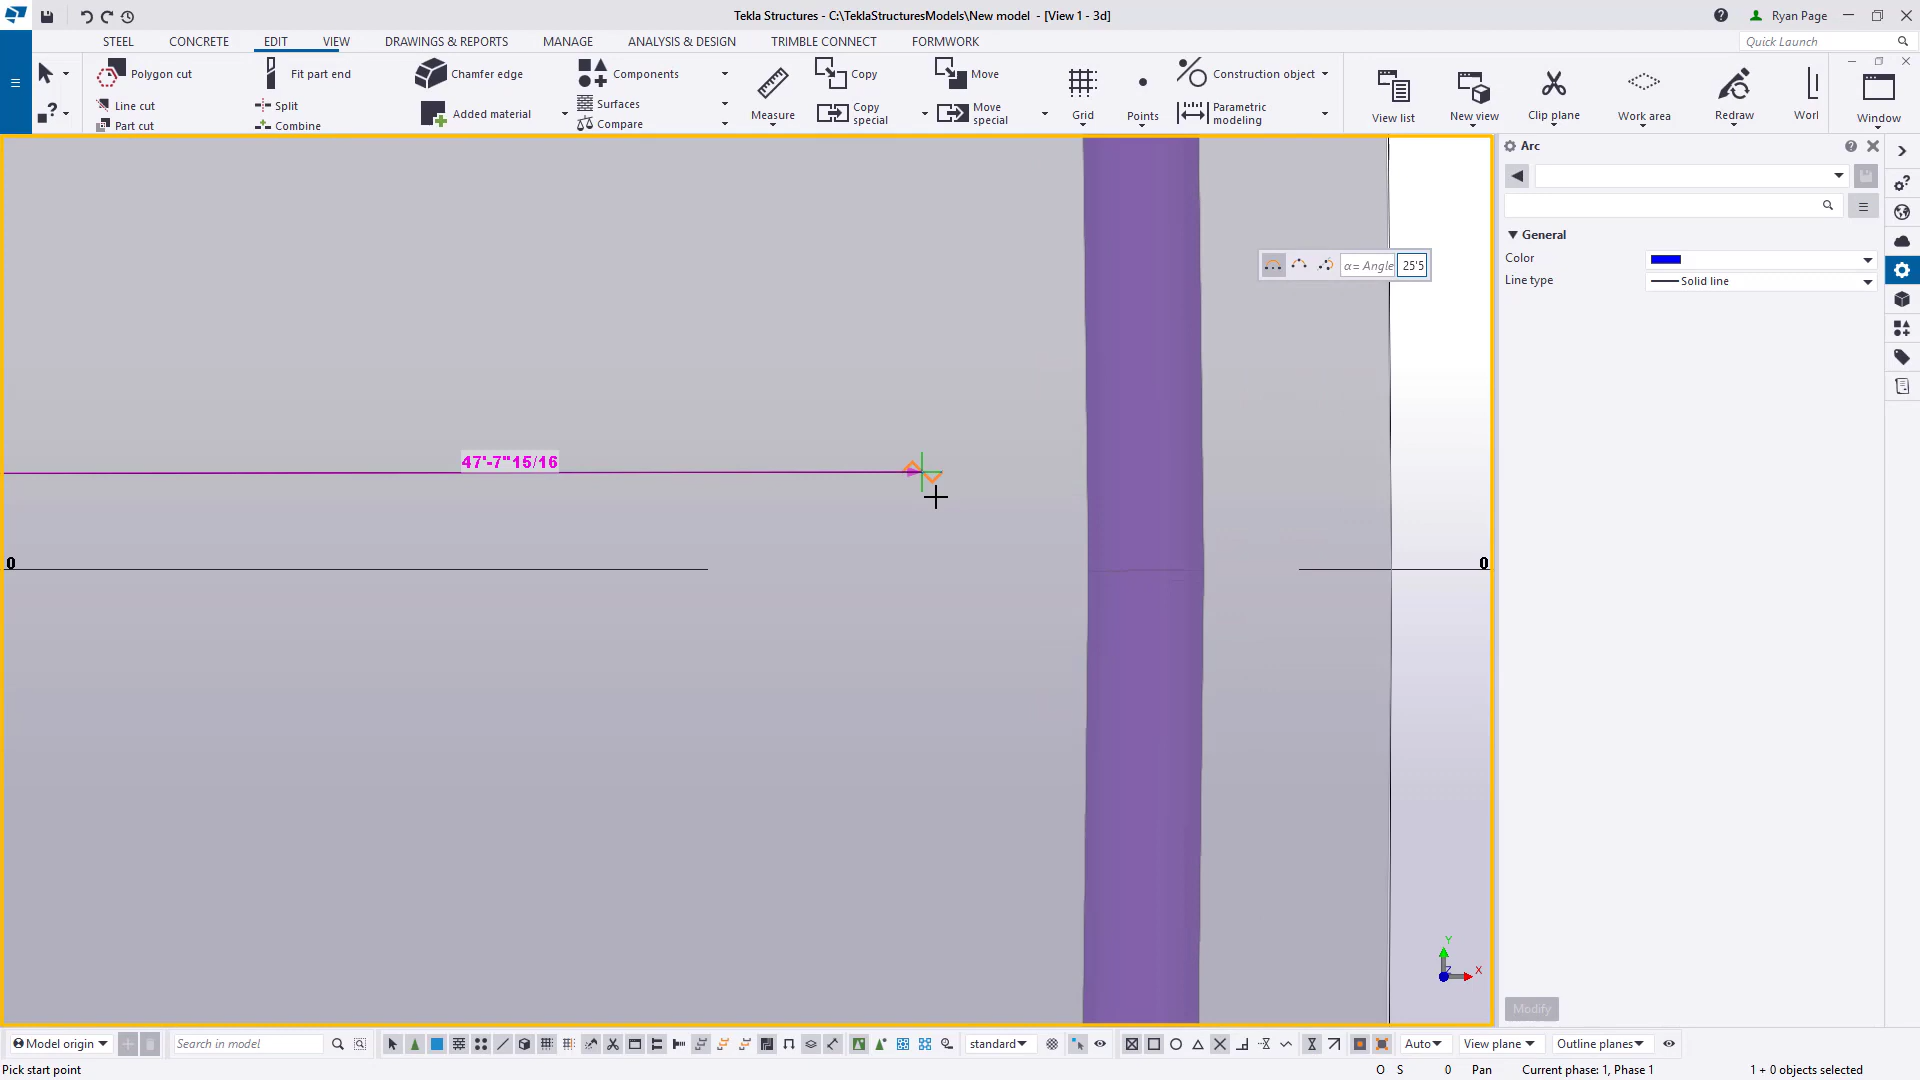 Tekla Structures - C:\TeklaStructuresModels\New model - [View 1 - 3d]
Ryan Page
STEEL CONCRETE EDIT VIEW DRAWINGS & REPORTS MANAGE ANALYSIS & DESIGN TRIMBLE CONNECT FORMWORK
Quick Launch
Polygon cut
Line cut
Part cut
Fit part end
Split
Combine
Chamfer edge
Added material
Components
Surfaces
Compare
Measure
Copy
Copy special
Move
Move special
Grid
Points
Construction object
Parametric modeling
View list
New view
Clip plane
Work area
Redraw
Worl
Window
Arc
General
Color
Line type
Solid line
Modify
α= Angle
25'5
47'-7"15/16
0
0
Y
Z
X
Model origin
Search in model
standard
Auto
View plane
Outline planes
Pick start point
O S 0 Pan Current phase: 1, Phase 1 1 + 0 objects selected